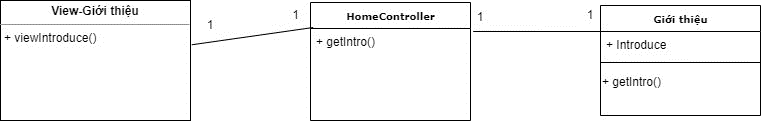 View-Giới thiệu
+ viewIntroduce()
1
1
HomeController
+ getIntro()
1
1
Giới thiệu
+ Introduce
+ getIntro()